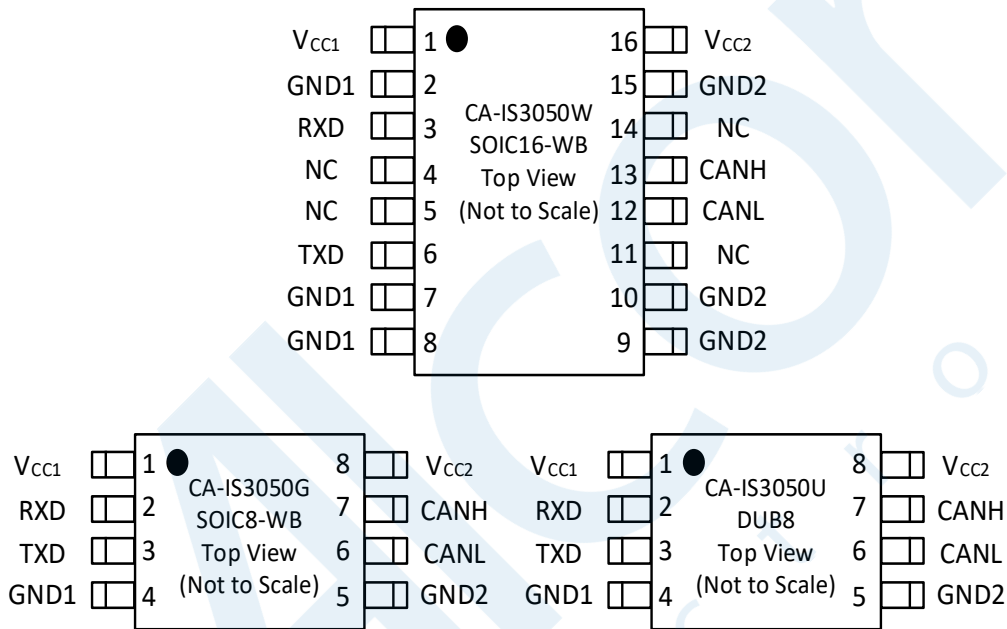 VCC1 1 16 VCC2
GND1 2 15 GND2
RXD 3 CA-IS3050W 14 NC
SOIC16-WB
NC 4 Top View 13 CANH
NC 5 (Not to Scale) 12 CANL
TXD 6 11 NC
GND1 7 10 GND2
GND1 8 9 GND2
VCC1 1 8 VCC2
RXD 2 CA-IS3050G 7 CANH
SOIC8-WB
TXD 3 Top View 6 CANL
GND1 4 (Not to Scale) 5 GND2
VCC1 1 8 VCC2
RXD 2 CA-IS3050U 7 CANH
DUB8
TXD 3 Top View 6 CANL
GND1 4 (Not to Scale) 5 GND2